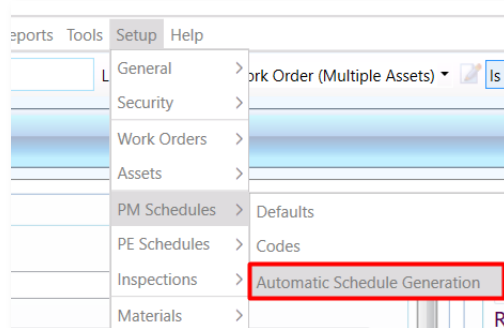 eports Tools Setup Help
General
ork Order (Multiple Assets)
Is
Security
Work Orders
Assets
PM Schedules
Defaults
PE Schedules
Codes
Inspections
Automatic Schedule Generation
Materials
R